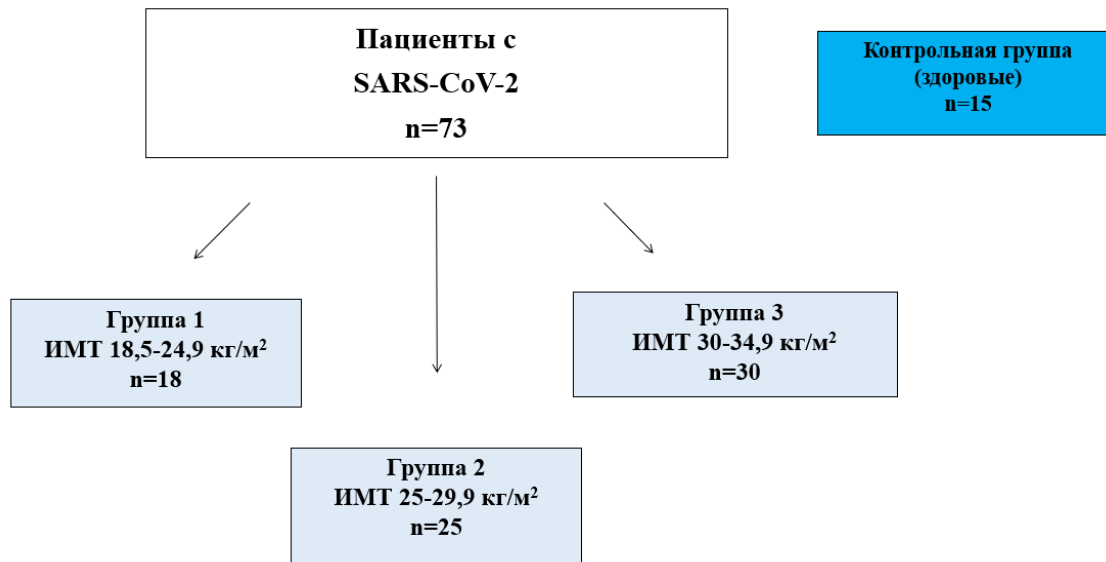 Пациенты с
SARS-CoV-2
n=73
Контрольная группа
(здоровые)
n=15
Группа 1
ИМТ 18,5-24,9 кг/м²
n=18
Группа 2
ИМТ 25-29,9 кг/м²
n=25
Группа 3
ИМТ 30-34,9 кг/м²
n=30